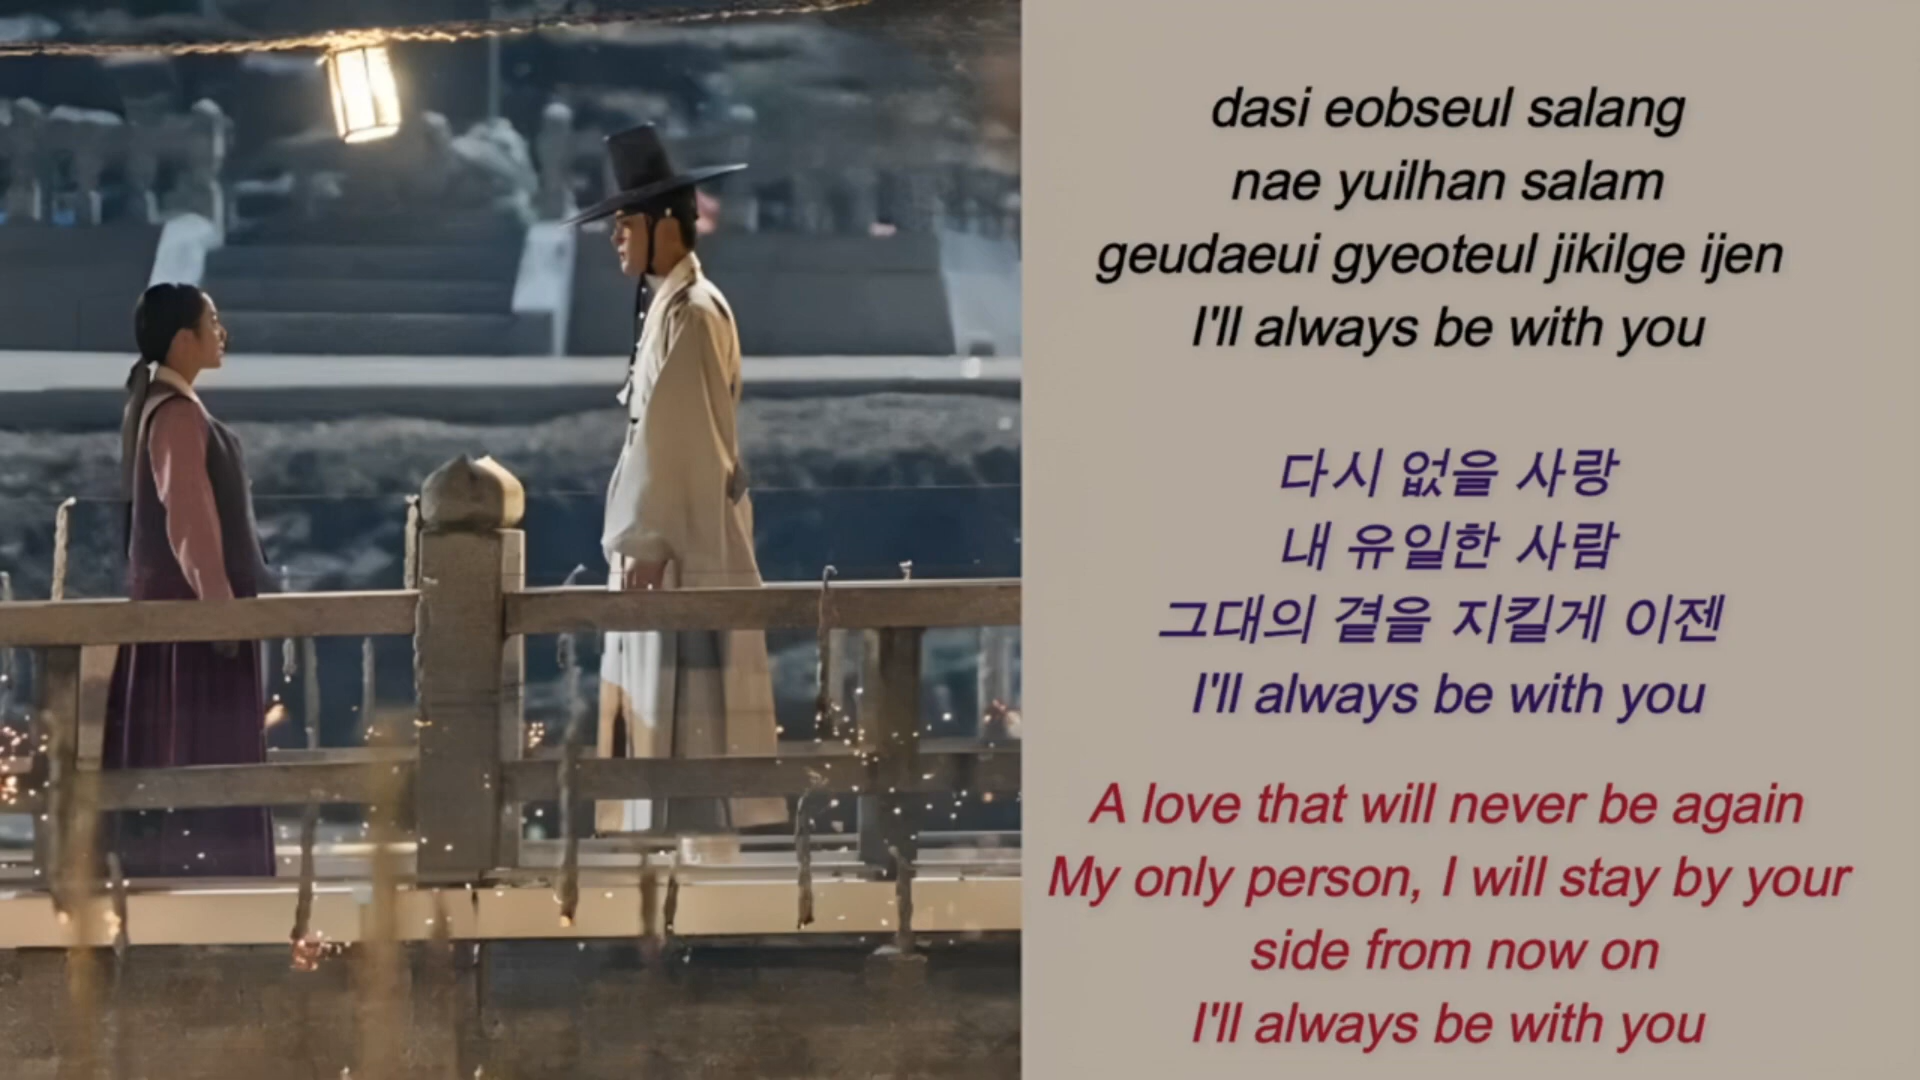 dasi eobseul salang
nae yuilhan salam
geudaeui gyeoteul jikilge ijen
I'll always be with you
다시 없을 사랑
내 유일한 사람
그대의 곁을 지킬게 이젠
I'll always be with you
A love that will never be again
My only person, I will stay by your
side from now on
I'll always be with you